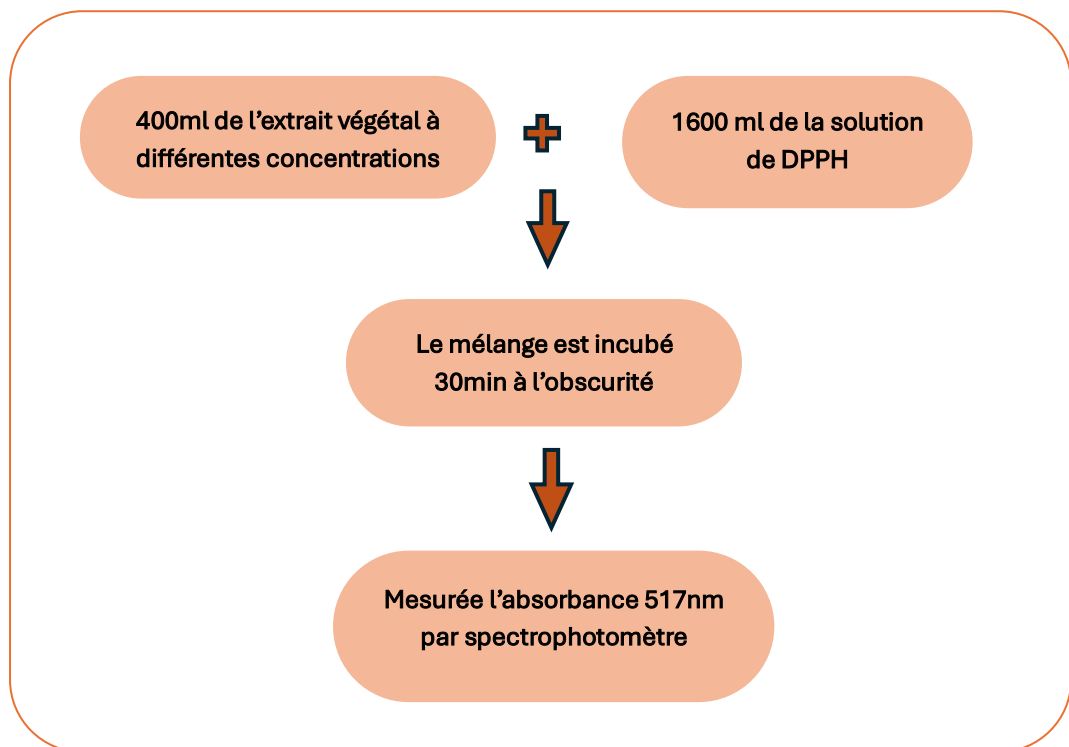 400ml de l’extrait végétal à
différentes concentrations
1600 ml de la solution
de DPPH
Le mélange est incubé
30min à l’obscurité
Mesurée l’absorbance 517nm
par spectrophotomètre